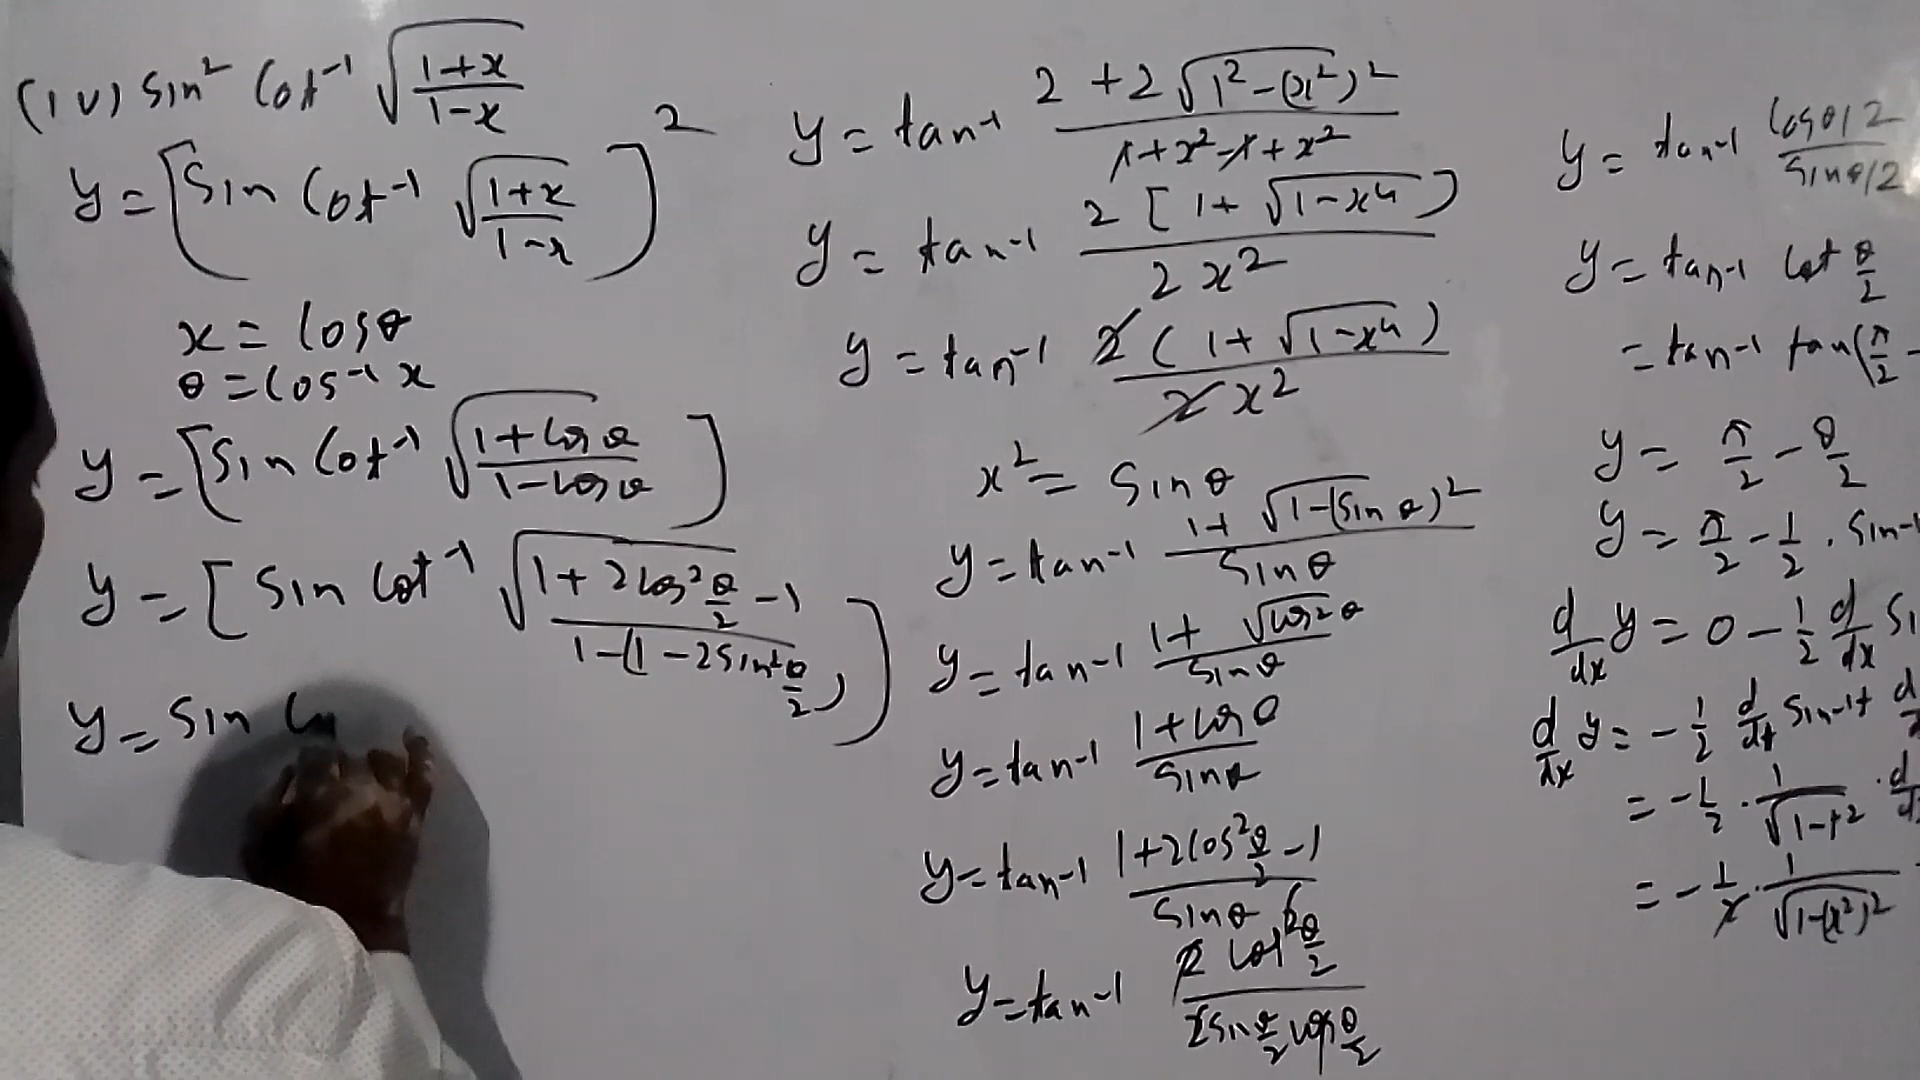 (iv) sin² cot⁻¹ √(1+x / 1-x)
y = [sin cot⁻¹ √(1+x / 1-x)]²
x = cosθ
θ = cos⁻¹ x
y = [sin cot⁻¹ √(1+cosθ / 1-cosθ)]
y = [sin cot⁻¹ √(1+2cos²θ/2 -1 / 1-(1-2sin²θ/2))]
y = sin
y = tan⁻¹ 2+2√(1²-(x²)²) / 1+x²-1+x²
y = tan⁻¹ 2[1+√(1-x⁴)] / 2x²
y = tan⁻¹ 2(1+√(1-x⁴)) / 2x²
x² = sinθ
y = tan⁻¹ 1+√(1-(sinθ)²) / sinθ
y = tan⁻¹ 1+√(cos²θ) / sinθ
y = tan⁻¹ 1+cosθ / sinθ
y = tan⁻¹ 1+2cos²θ/2 -1 / sinθ
y = tan⁻¹ 2cos²θ/2 / 2sinθ/2 cosθ/2
y = tan⁻¹ cosθ/2 / sinθ/2
y = tan⁻¹ cot θ/2
= tan⁻¹ tan(π/2 -
y = π/2 - θ/2
y = π/2 - 1/2 . sin⁻¹
d/dx y = 0 - 1/2 d/dx
d/dx y = -1/2 d/dt sin⁻¹t
= -1/2 . 1/√(1-t²) .
= -1/2 . 1/√(1-(x²)²)